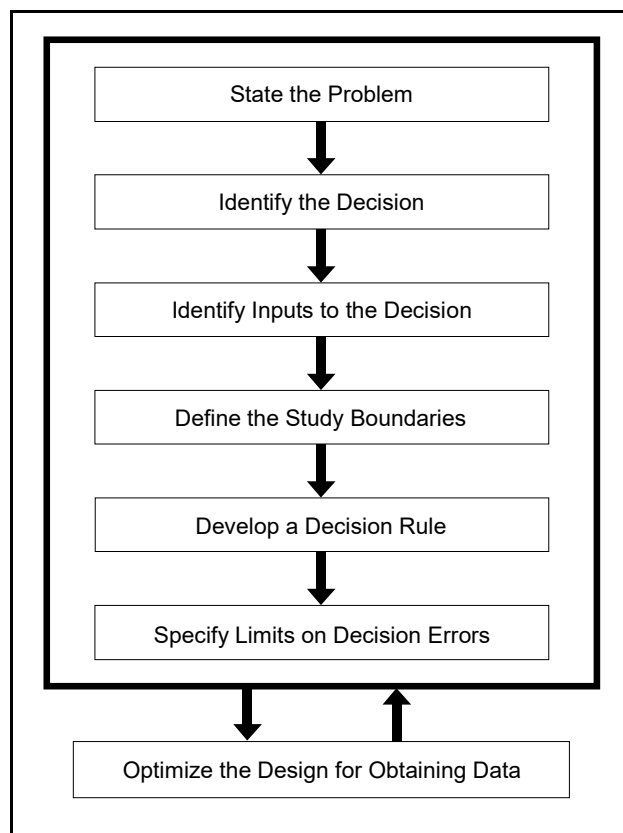 State the Problem
Identify the Decision
Identify Inputs to the Decision
Define the Study Boundaries
Develop a Decision Rule
Specify Limits on Decision Errors
Optimize the Design for Obtaining Data